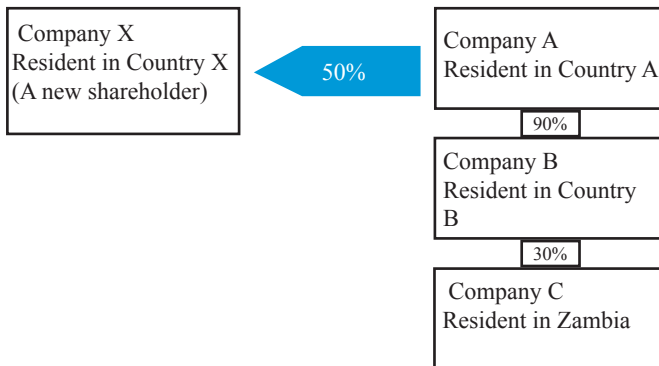 Company X
Resident in Country X
(A new shareholder)
50%
Company A
Resident in Country A
90%
Company B
Resident in Country
B
30%
Company C
Resident in Zambia